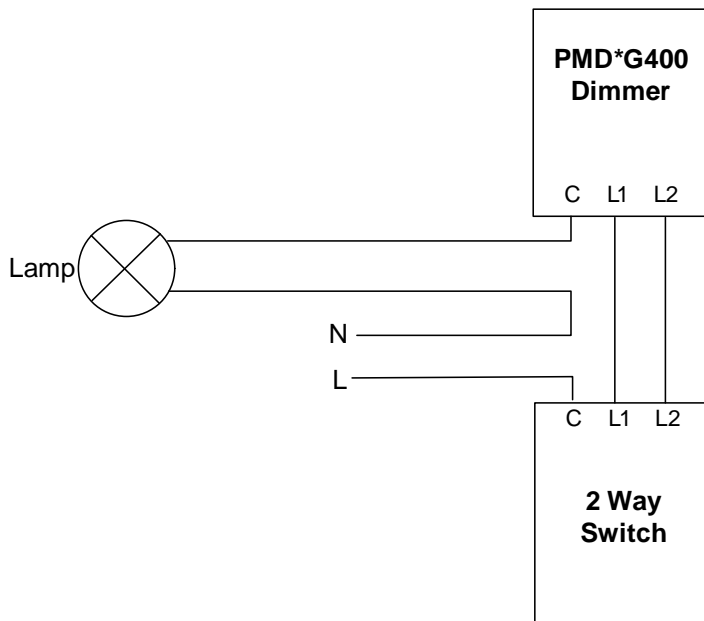 PMD*G400
Dimmer
C L1 L2
Lamp
N
L
C L1 L2
2 Way
Switch